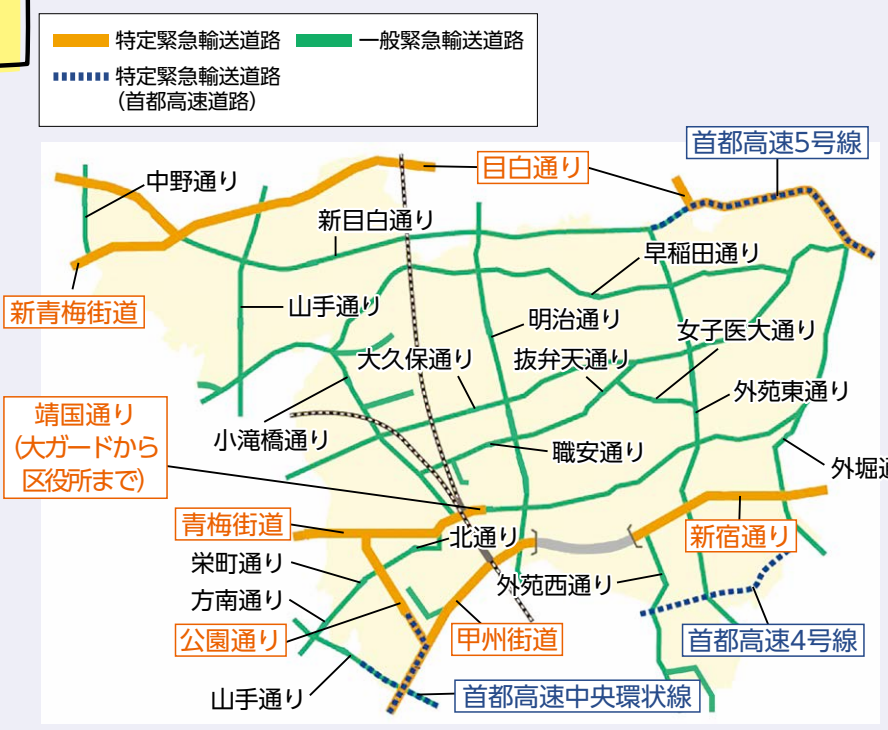 特定緊急輸送道路
一般緊急輸送道路
特定緊急輸送道路
(首都高速道路)
首都高速5号線
目白通り
中野通り
新目白通り
早稲田通り
新青梅街道
山手通り
明治通り
女子医大通り
大久保通り
抜弁天通り
外苑東通り
靖国通り
(大ガードから
区役所まで)
小滝橋通り
職安通り
外堀通
青梅街道
北通り
新宿通り
栄町通り
外苑西通り
方南通り
公園通り
甲州街道
首都高速4号線
山手通り
首都高速中央環状線